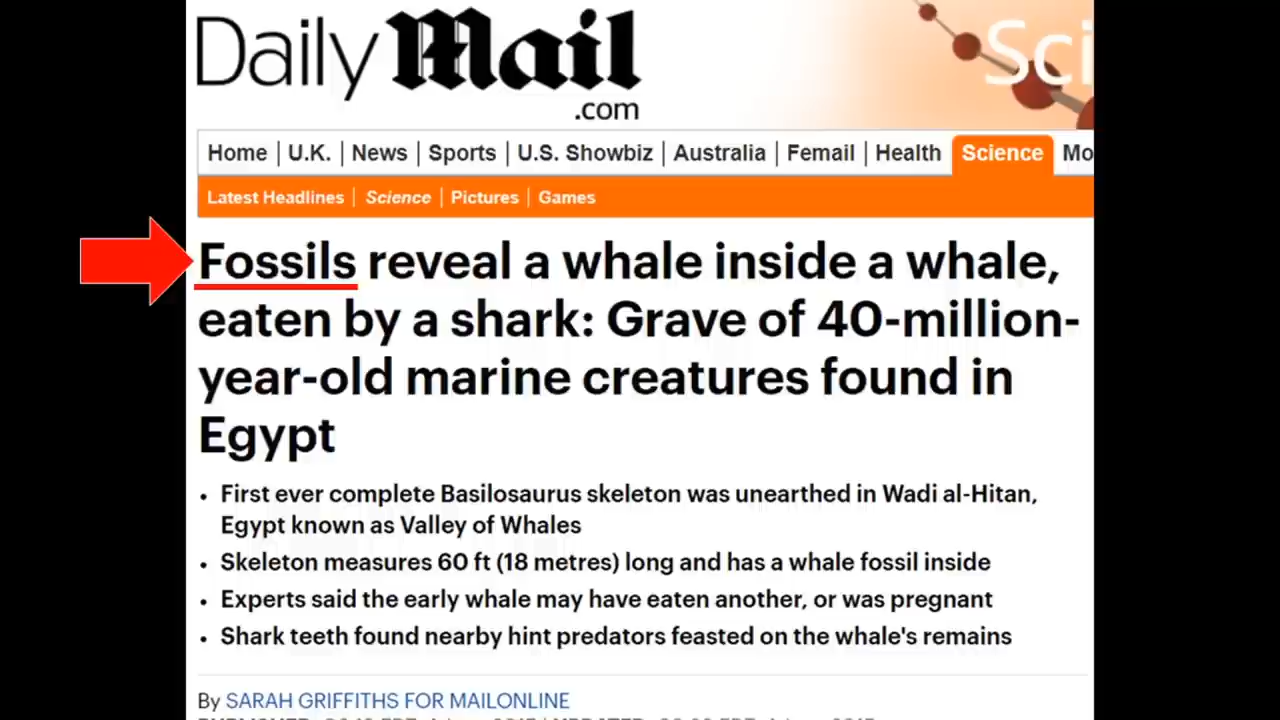 Daily Mail
.com
Sci
Home U.K. News Sports U.S. Showbiz Australia Femail Health Science Mo
Latest Headlines Science Pictures Games
Fossils reveal a whale inside a whale,
eaten by a shark: Grave of 40-million-
year-old marine creatures found in
Egypt
• First ever complete Basilosaurus skeleton was unearthed in Wadi al-Hitan,
Egypt known as Valley of Whales
• Skeleton measures 60 ft (18 metres) long and has a whale fossil inside
• Experts said the early whale may have eaten another, or was pregnant
• Shark teeth found nearby hint predators feasted on the whale's remains
By SARAH GRIFFITHS FOR MAILONLINE